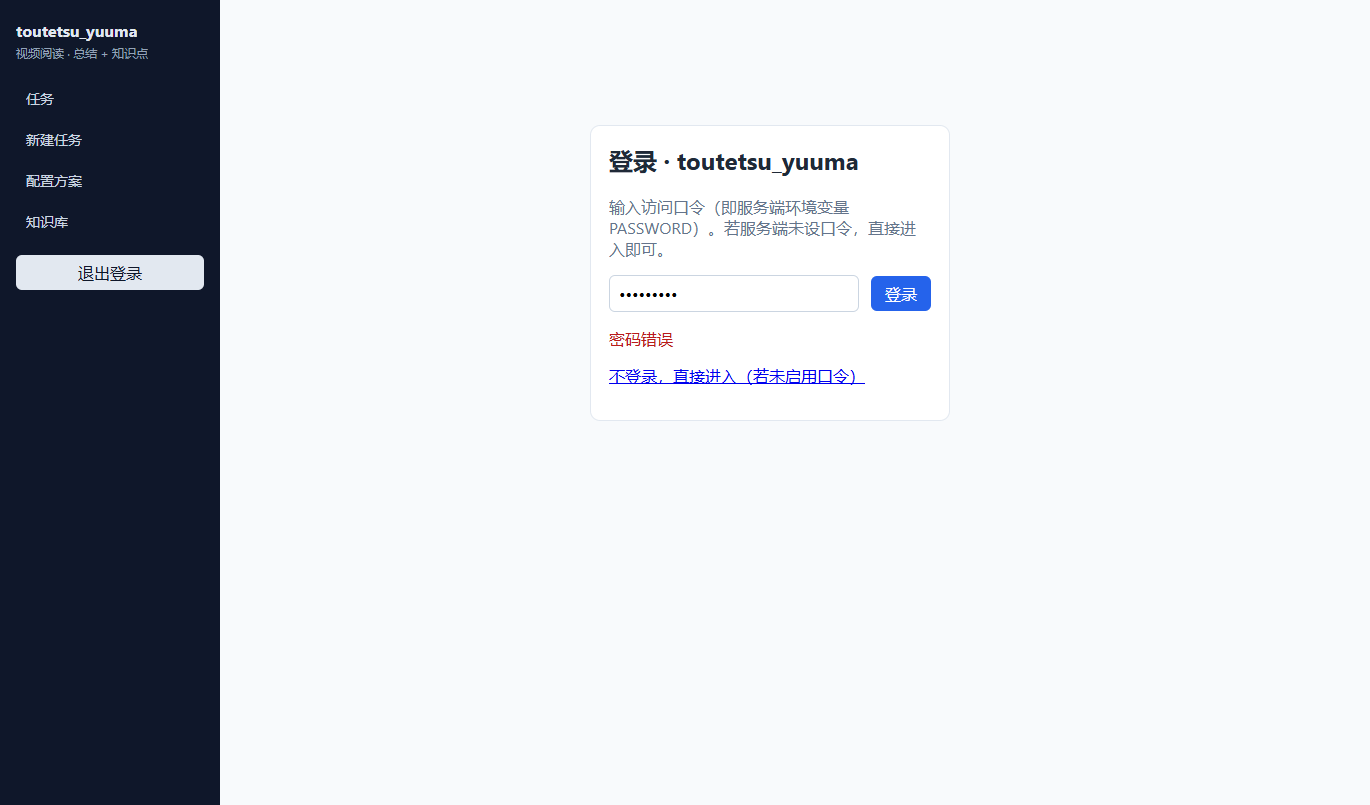 toutetsu_yuuma
视频阅读 · 总结 + 知识点
任务
新建任务
配置方案
知识库
退出登录
登录 · toutetsu_yuuma
输入访问口令（即服务端环境变量
PASSWORD）。若服务端未设口令，直接进
入即可。
•••••••••
登录
密码错误
不登录，直接进入（若未启用口令）